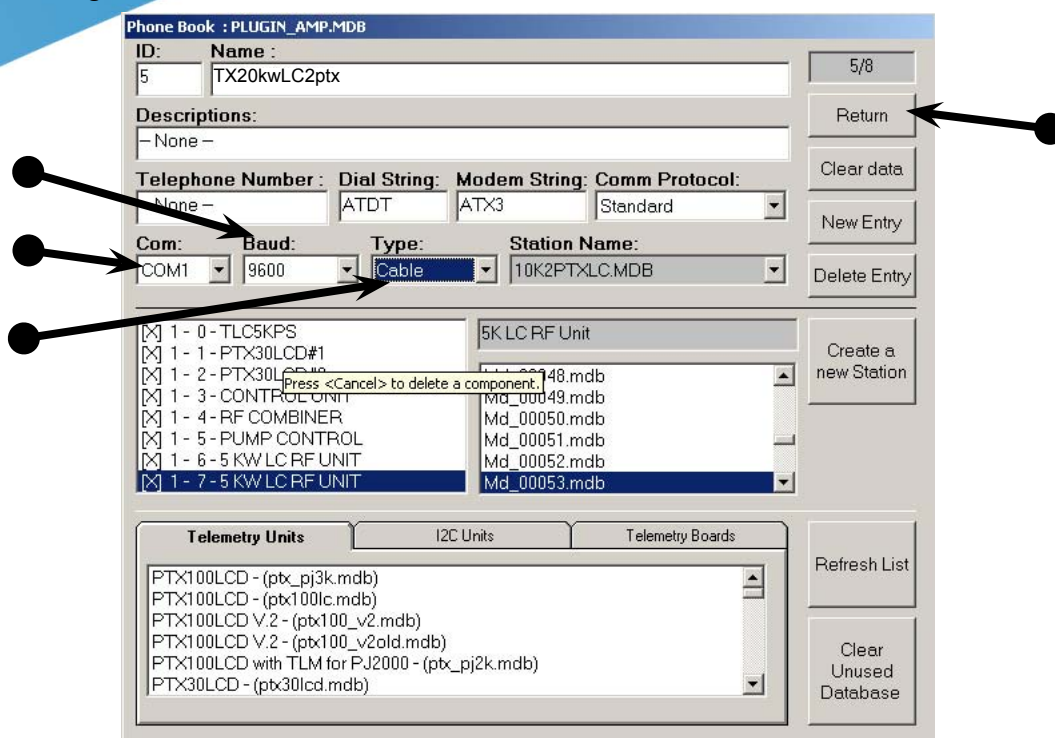 Phone Book : PLUGIN_AMP.MDB
ID: Name :
5 TX20kwLC2ptx
5/8
Return
Descriptions:
– None –
Clear data
Telephone Number : Dial String: Modem String: Comm Protocol:
None – ATDT ATX3 Standard
New Entry
Com: Baud: Type: Station Name:
COM1 9600 Cable 10K2PTXLC.MDB
Delete Entry
[X] 1 - 0 - TLC5KPS
[X] 1 - 1 - PTX30LCD#1
[X] 1 - 2 - PTX30L
[X] 1 - 3 - CONTROL UNIT
[X] 1 - 4 - RF COMBINER
[X] 1 - 5 - PUMP CONTROL
[X] 1 - 6 - 5 KW LC RF UNIT
[X] 1 - 7 - 5 KW LC RF UNIT
Press <Cancel> to delete a component.
5K LC RF Unit
48.mdb
Md_00049.mdb
Md_00050.mdb
Md_00051.mdb
Md_00052.mdb
Md_00053.mdb
Create a
new Station
Telemetry Units I2C Units Telemetry Boards
PTX100LCD - (ptx_pj3k.mdb)
PTX100LCD - (ptx100lc.mdb)
PTX100LCD V.2 - (ptx100_v2.mdb)
PTX100LCD V.2 - (ptx100_v2old.mdb)
PTX100LCD with TLM for PJ2000 - (ptx_pj2k.mdb)
PTX30LCD - (ptx30lcd.mdb)
Refresh List
Clear
Unused
Database